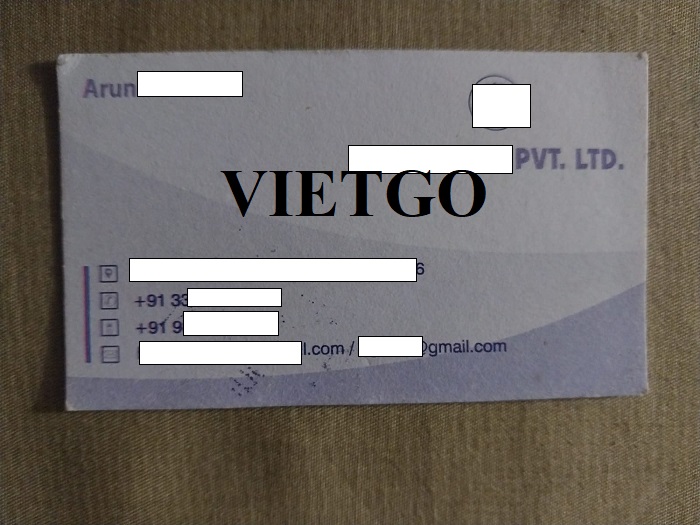 Arun
PVT. LTD.
VIETGO
6
+91 33
+91 9
l.com / @gmail.com